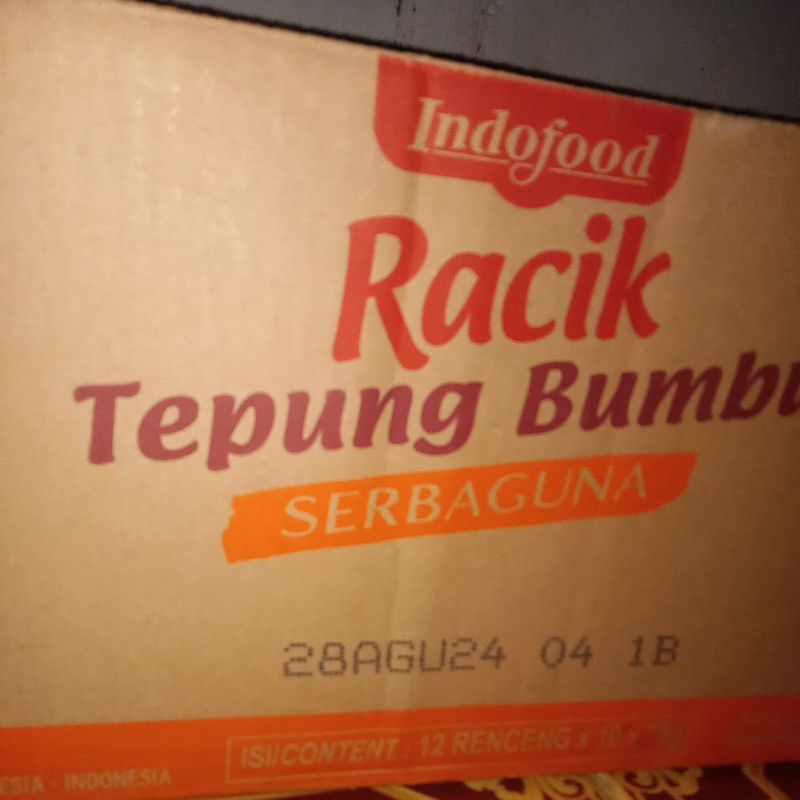 Indofood
Racik
Tepung Bumbu
SERBAGUNA
28AGU24 04 1B
ISI/CONTENT : 12 RENCENG x 10 x
ESIA - INDONESIA